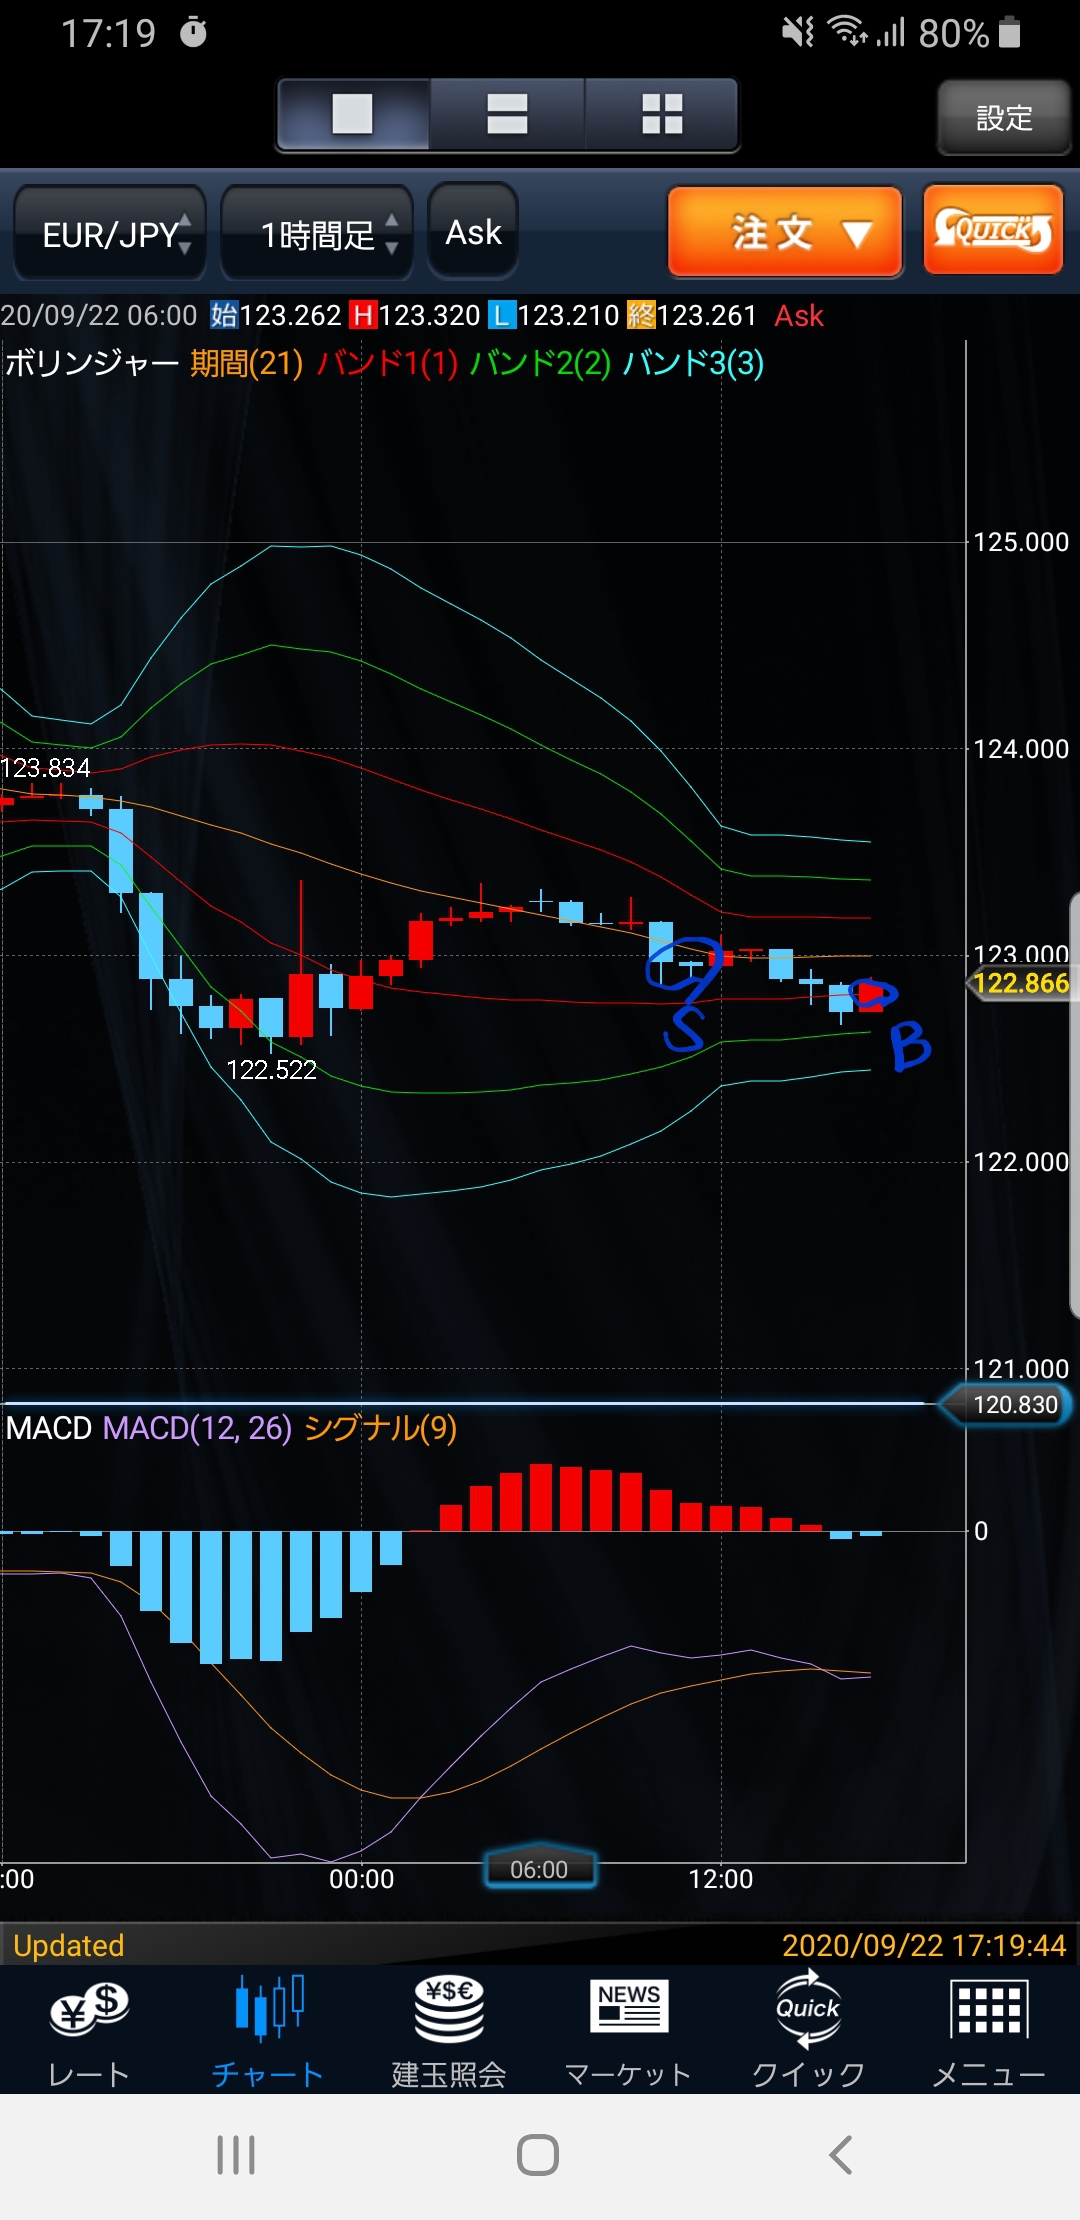 17:19 80%
設定
EUR/JPY 1時間足 Ask 注文 QUICK
20/09/22 06:00 始123.262 H123.320 L123.210 終123.261 Ask
ボリンジャー 期間(21) バンド1(1) バンド2(2) バンド3(3)
125.000
124.000
123.834
123.000
122.866
S
B
122.522
122.000
121.000
120.830
MACD MACD(12, 26) シグナル(9)
0
:00 00:00 06:00 12:00
Updated 2020/09/22 17:19:44
¥$ ¥$€ NEWS Quick
レート チャート 建玉照会 マーケット クイック メニュー